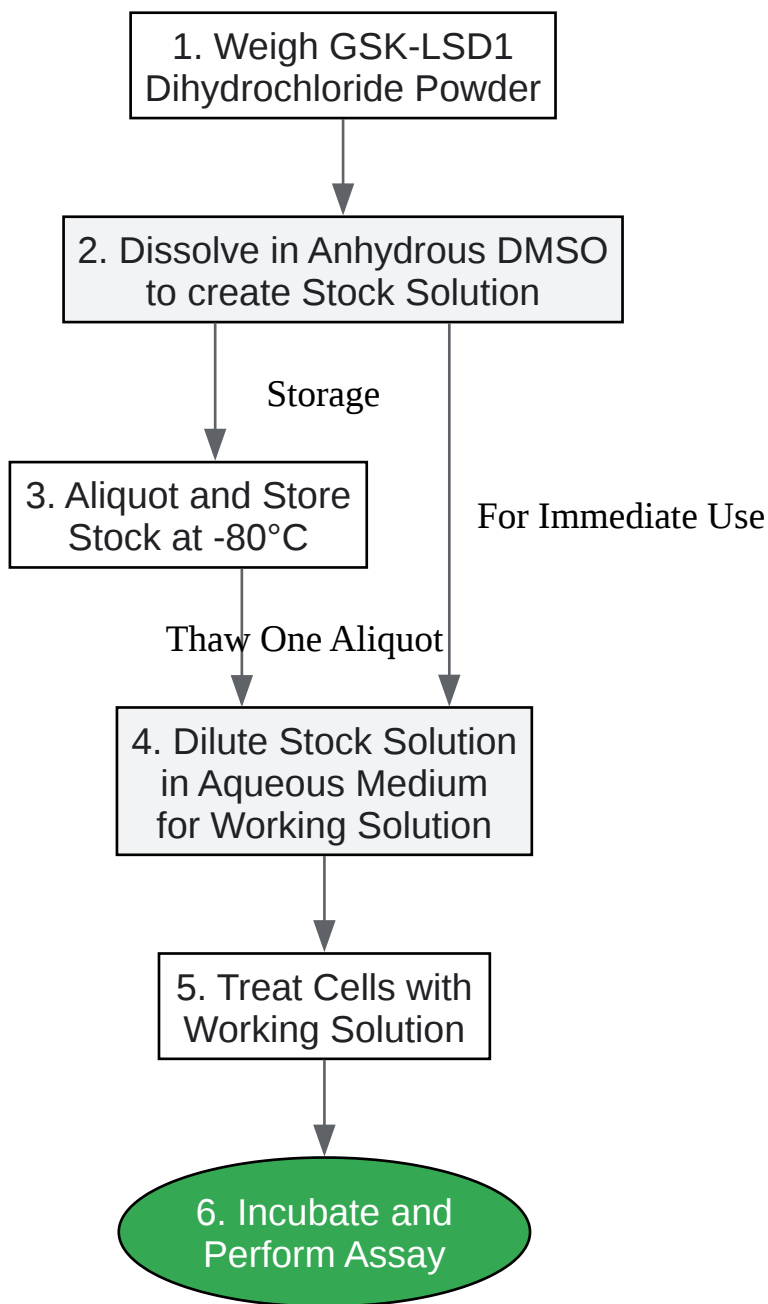 1. Weigh GSK-LSD1
Dihydrochloride Powder
2. Dissolve in Anhydrous DMSO
to create Stock Solution
Storage
3. Aliquot and Store
Stock at -80°C
For Immediate Use
Thaw One Aliquot
4. Dilute Stock Solution
in Aqueous Medium
for Working Solution
5. Treat Cells with
Working Solution
6. Incubate and
Perform Assay